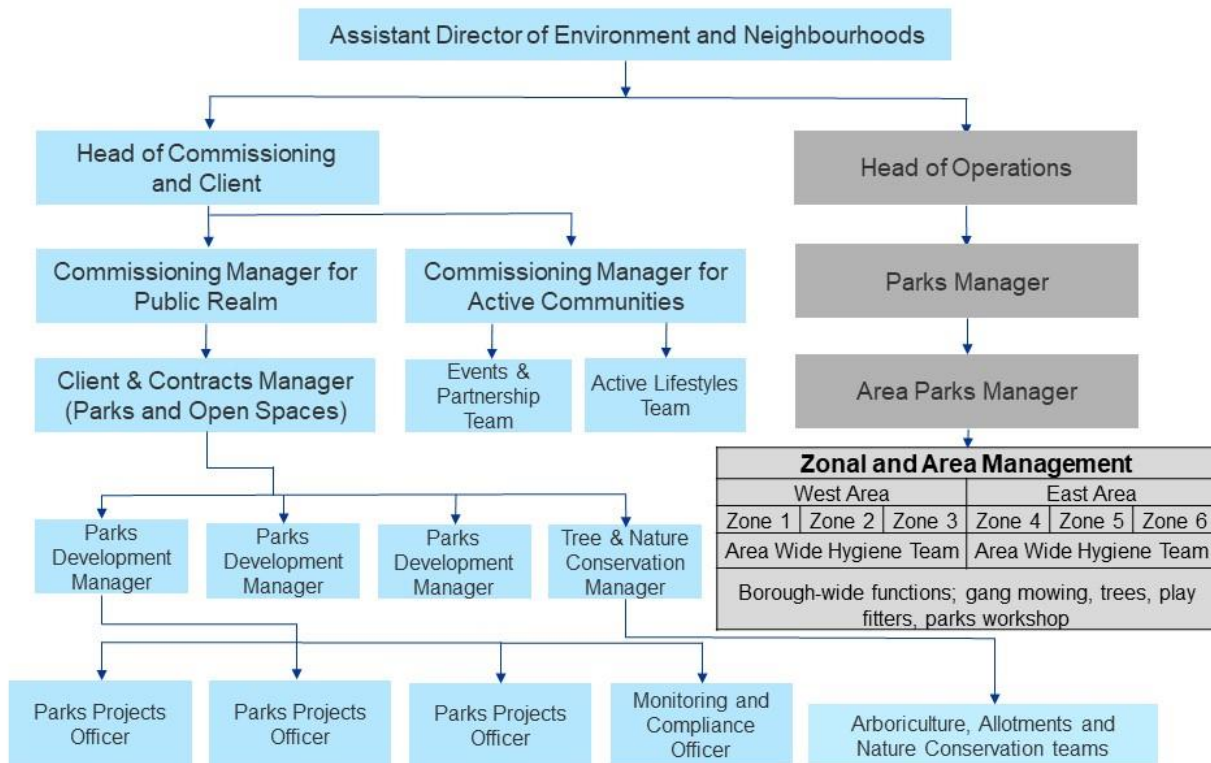 Assistant Director of Environment and Neighbourhoods
Head of Commissioning
and Client
Head of Operations
Commissioning Manager for
Public Realm
Commissioning Manager for
Active Communities
Parks Manager
Client & Contracts Manager
(Parks and Open Spaces)
Events &
Partnership
Team
Active Lifestyles
Team
Area Parks Manager
Zonal and Area Management
West Area
East Area
Zone 1
Zone 2
Zone 3
Zone 4
Zone 5
Zone 6
Area Wide Hygiene Team
Area Wide Hygiene Team
Borough-wide functions; gang mowing, trees, play
fitters, parks workshop
Parks
Development
Manager
Parks
Development
Manager
Parks
Development
Manager
Tree & Nature
Conservation
Manager
Parks Projects
Officer
Parks Projects
Officer
Parks Projects
Officer
Monitoring and
Compliance
Officer
Arboriculture, Allotments and
Nature Conservation teams